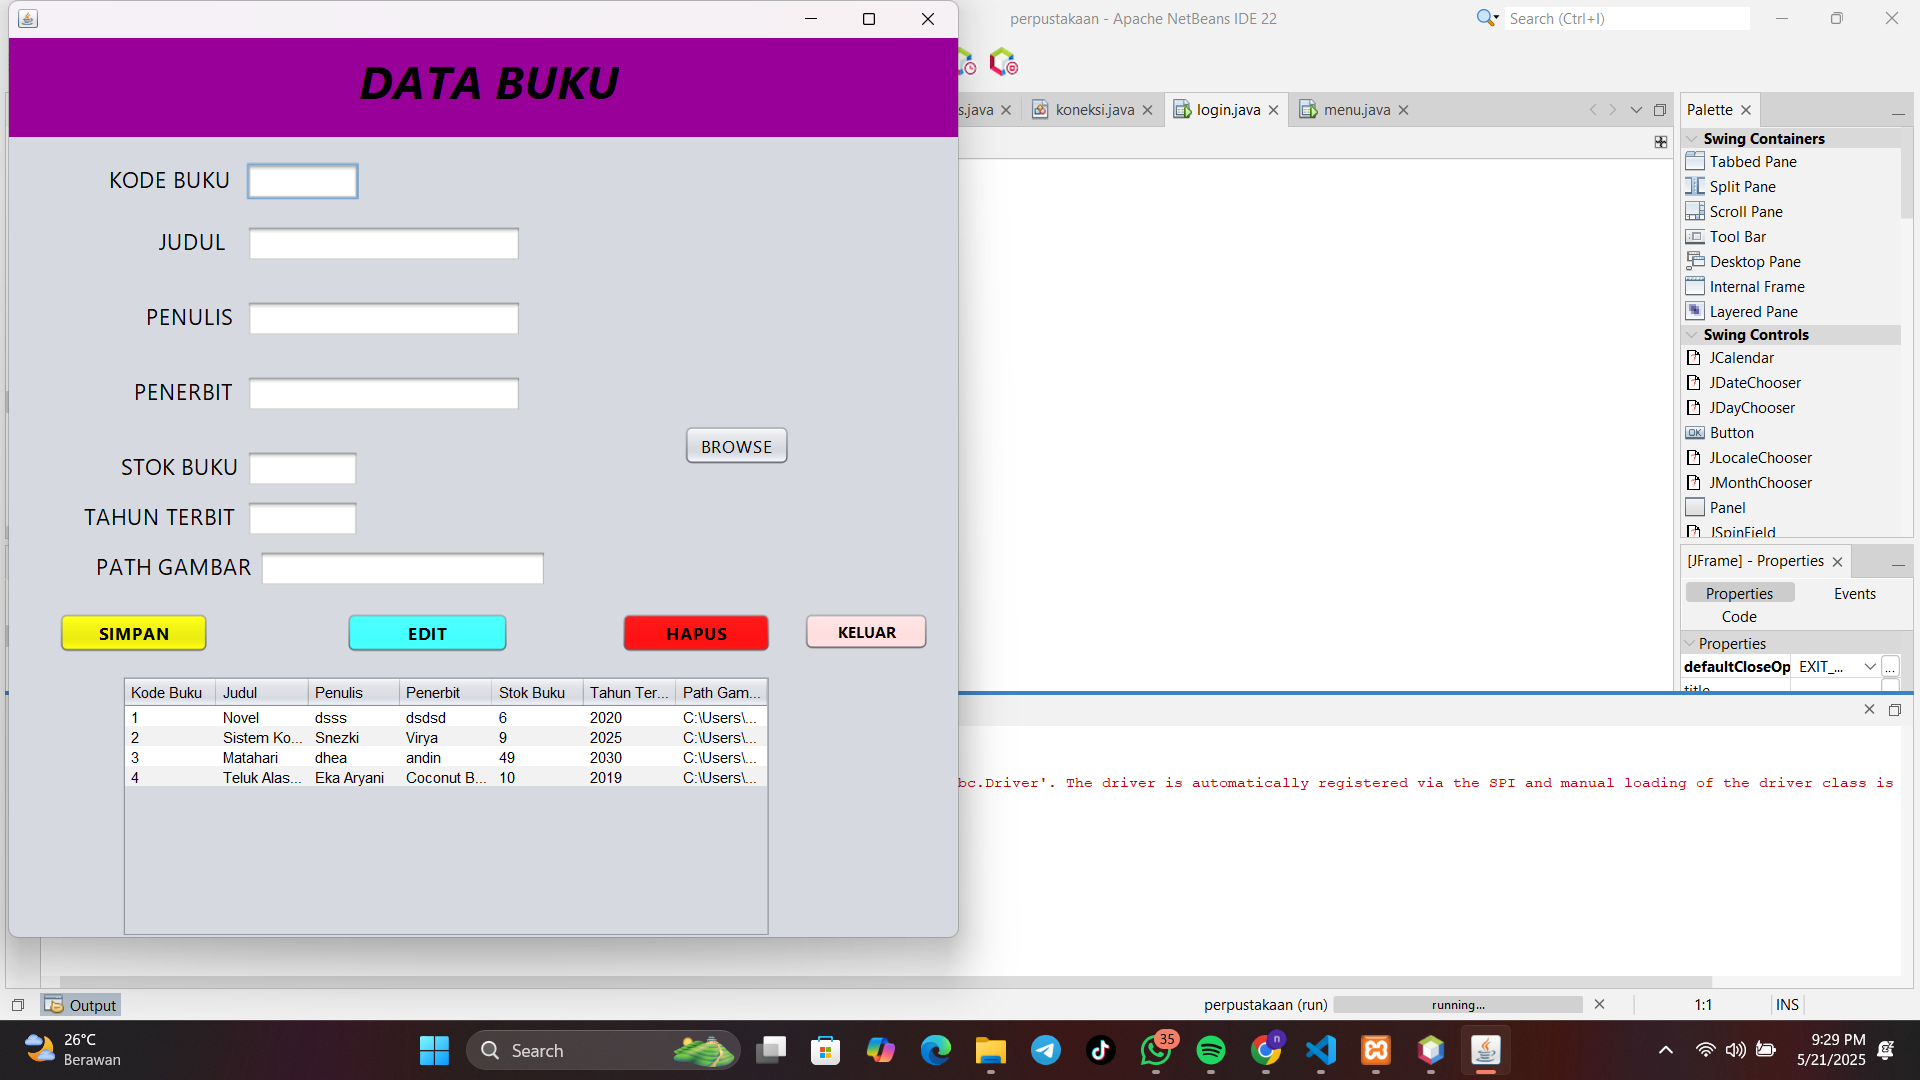 perpustakaan - Apache NetBeans IDE 22
Search (Ctrl+I)
DATA BUKU
s.java
koneksi.java
login.java
menu.java
KODE BUKU
JUDUL
PENULIS
PENERBIT
STOK BUKU
TAHUN TERBIT
PATH GAMBAR
BROWSE
SIMPAN
EDIT
HAPUS
KELUAR
Kode Buku Judul Penulis Penerbit Stok Buku Tahun Ter... Path Gam...
1 Novel dsss dsdsd 6 2020 C:\Users\...
2 Sistem Ko... Snezki Virya 9 2025 C:\Users\...
3 Matahari dhea andin 49 2030 C:\Users\...
4 Teluk Alas... Eka Aryani Coconut B... 10 2019 C:\Users\...
Palette
Swing Containers
Tabbed Pane
Split Pane
Scroll Pane
Tool Bar
Desktop Pane
Internal Frame
Layered Pane
Swing Controls
JCalendar
JDateChooser
JDayChooser
OK Button
JLocaleChooser
JMonthChooser
Panel
JSpinField
[JFrame] - Properties
Properties Events
Code
Properties
defaultCloseOp EXIT_... ...
title
bc.Driver'. The driver is automatically registered via the SPI and manual loading of the driver class is
Output
perpustakaan (run)
running...
1:1
INS
26°C
Berawan
Search
35
n
9:29 PM
5/21/2025